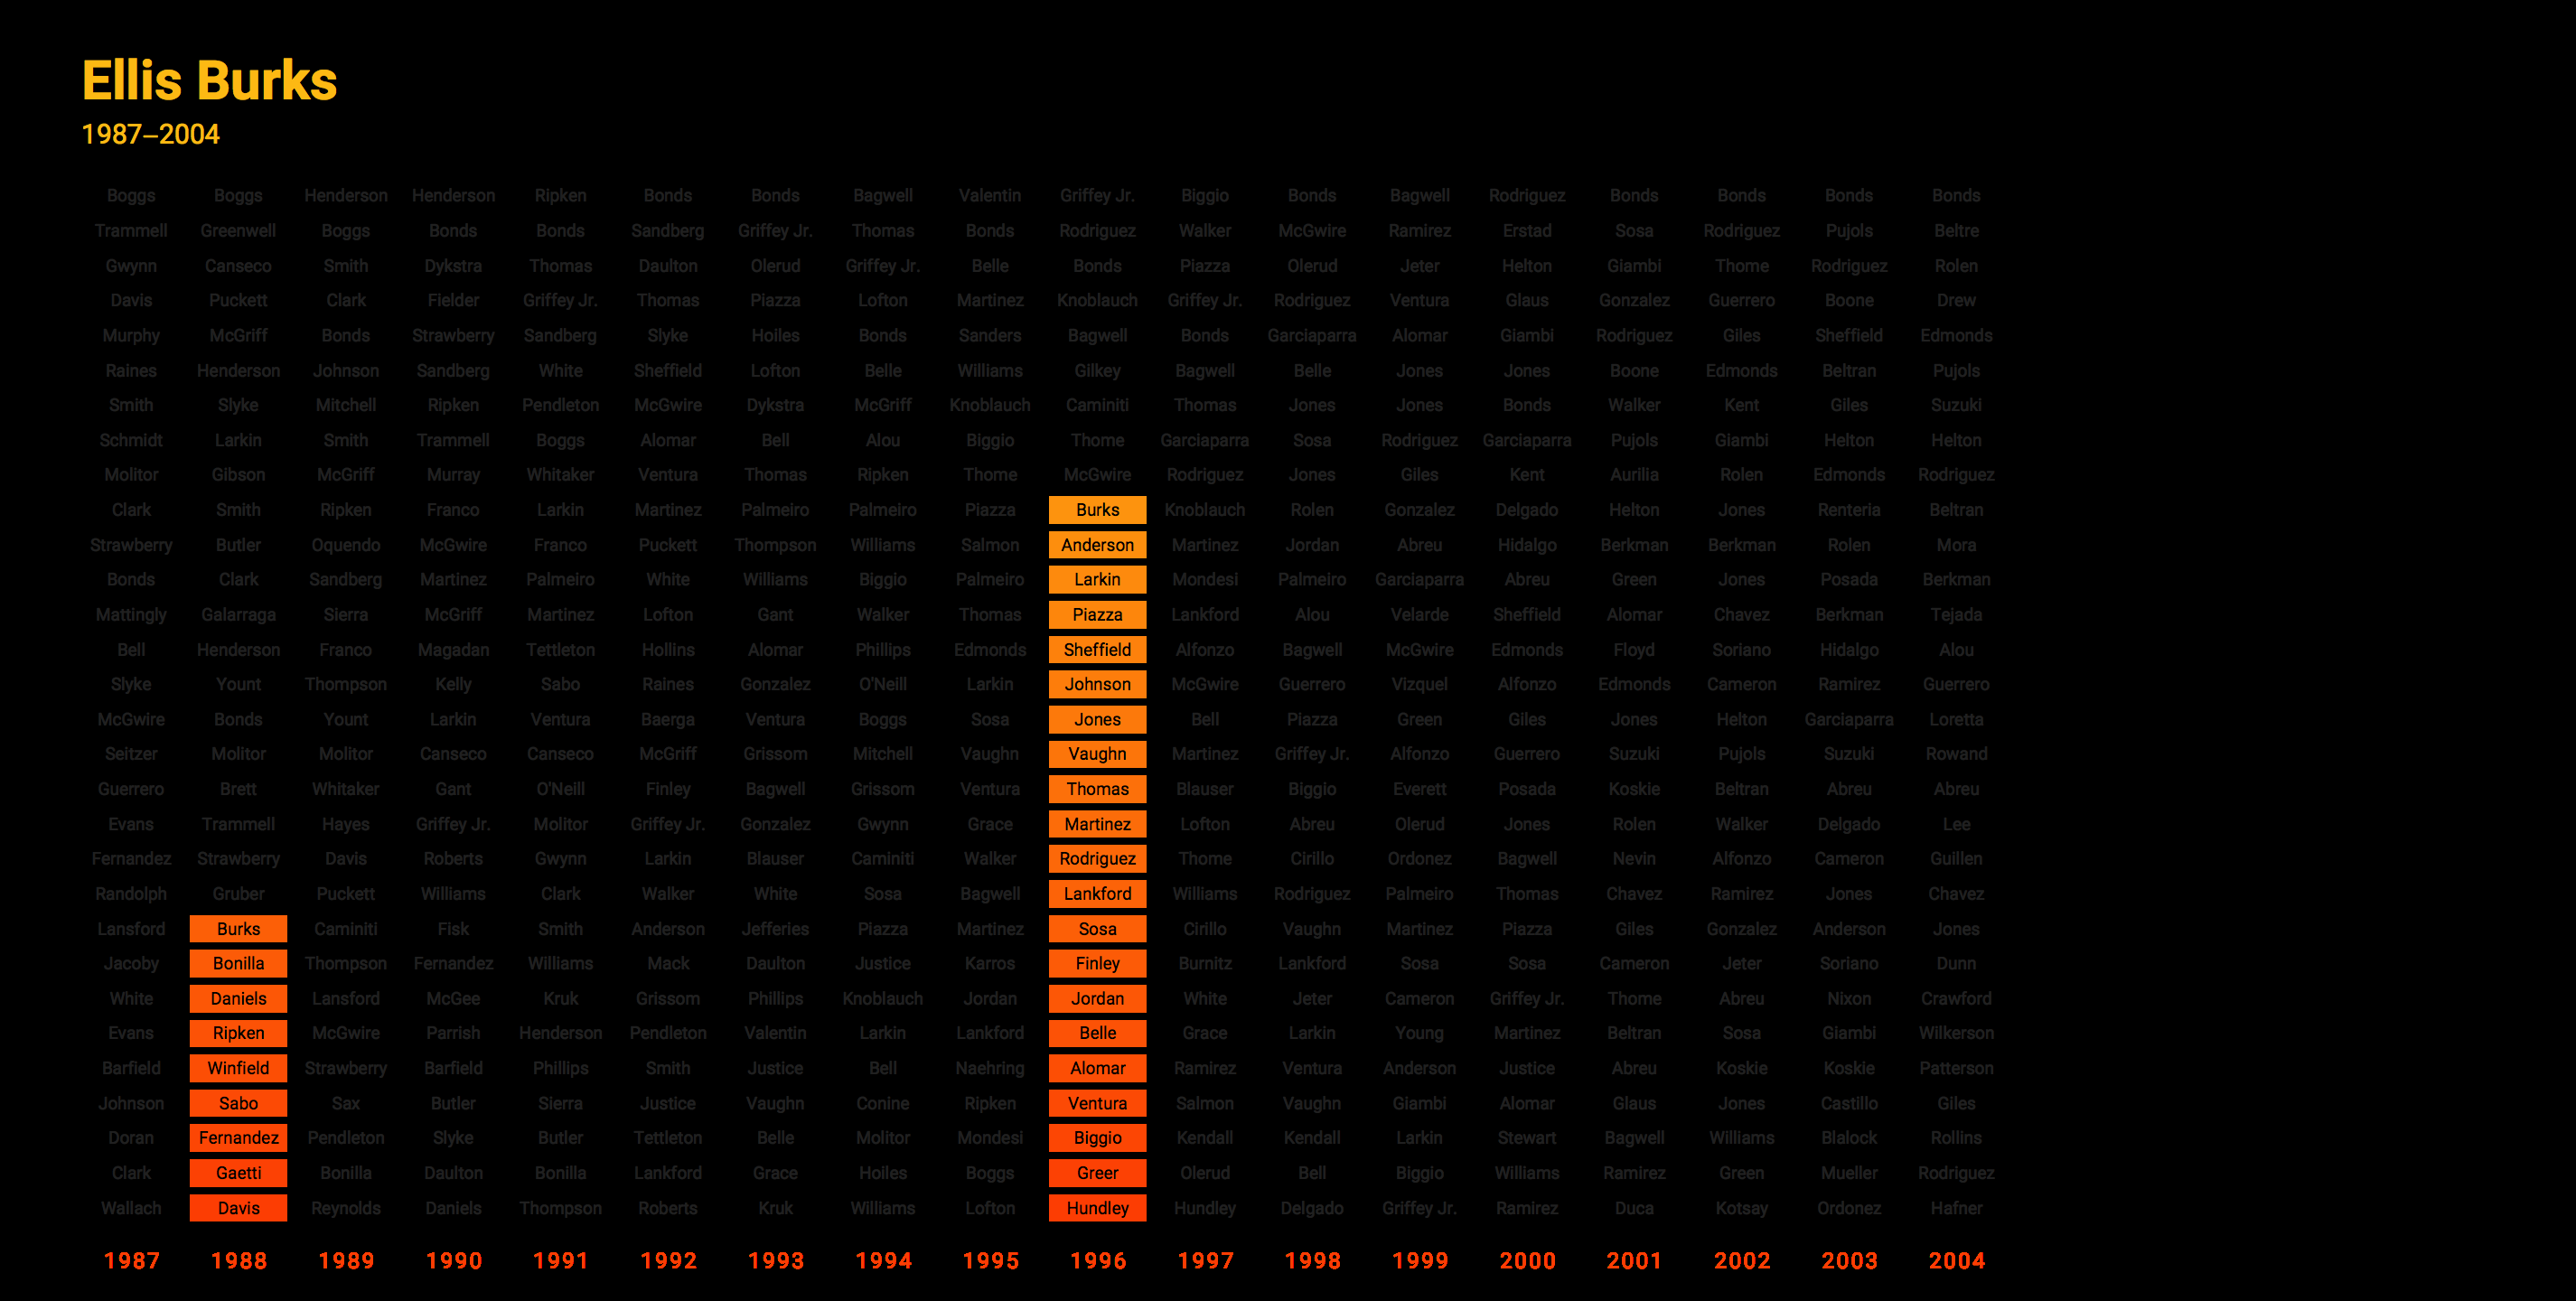 Ellis Burks
1987–2004
Boggs Boggs Henderson Henderson Ripken Bonds Bonds Bagwell Valentin Griffey Jr. Biggio Bonds Bagwell Rodriguez Bonds Bonds Bonds Bonds
Trammell Greenwell Boggs Bonds Bonds Sandberg Griffey Jr. Thomas Bonds Rodriguez Walker McGwire Ramirez Erstad Sosa Rodriguez Pujols Beltre
Gwynn Canseco Smith Dykstra Thomas Daulton Olerud Griffey Jr. Belle Bonds Piazza Olerud Jeter Helton Giambi Thome Rodriguez Rolen
Davis Puckett Clark Fielder Griffey Jr. Thomas Piazza Lofton Martinez Knoblauch Griffey Jr. Rodriguez Ventura Glaus Gonzalez Guerrero Boone Drew
Murphy McGriff Bonds Strawberry Sandberg Slyke Hoiles Bonds Sanders Bagwell Bonds Garciaparra Alomar Giambi Rodriguez Giles Sheffield Edmonds
Raines Henderson Johnson Sandberg White Sheffield Lofton Belle Williams Gilkey Bagwell Belle Jones Jones Boone Edmonds Beltran Pujols
Smith Slyke Mitchell Ripken Pendleton McGwire Dykstra McGriff Knoblauch Caminiti Thomas Jones Jones Bonds Walker Kent Giles Suzuki
Schmidt Larkin Smith Trammell Boggs Alomar Bell Alou Biggio Thome Garciaparra Sosa Rodriguez Garciaparra Pujols Giambi Helton Helton
Molitor Gibson McGriff Murray Whitaker Ventura Thomas Ripken Thome McGwire Rodriguez Jones Giles Kent Aurilia Rolen Edmonds Rodriguez
Clark Smith Ripken Franco Larkin Martinez Palmeiro Palmeiro Piazza Burks Knoblauch Rolen Gonzalez Delgado Helton Jones Renteria Beltran
Strawberry Butler Oquendo McGwire Franco Puckett Thompson Williams Salmon Anderson Martinez Jordan Abreu Hidalgo Berkman Berkman Rolen Mora
Bonds Clark Sandberg Martinez Palmeiro White Williams Biggio Palmeiro Larkin Mondesi Palmeiro Garciaparra Abreu Green Jones Posada Berkman
Mattingly Galarraga Sierra McGriff Martinez Lofton Gant Walker Thomas Piazza Lankford Alou Velarde Sheffield Alomar Chavez Berkman Tejada
Bell Henderson Franco Magadan Tettleton Hollins Alomar Phillips Edmonds Sheffield Alfonzo Bagwell McGwire Edmonds Floyd Soriano Hidalgo Alou
Slyke Yount Thompson Kelly Sabo Raines Gonzalez O'Neill Larkin Johnson McGwire Guerrero Vizquel Alfonzo Edmonds Cameron Ramirez Guerrero
McGwire Bonds Yount Larkin Ventura Baerga Ventura Boggs Sosa Jones Bell Piazza Green Giles Jones Helton Garciaparra Loretta
Seitzer Molitor Molitor Canseco Canseco McGriff Grissom Mitchell Vaughn Vaughn Martinez Griffey Jr. Alfonzo Guerrero Suzuki Pujols Suzuki Rowand
Guerrero Brett Whitaker Gant O'Neill Finley Bagwell Grissom Ventura Thomas Blauser Biggio Everett Posada Koskie Beltran Abreu Abreu
Evans Trammell Hayes Griffey Jr. Molitor Griffey Jr. Gonzalez Gwynn Grace Martinez Lofton Abreu Olerud Jones Rolen Walker Delgado Lee
Fernandez Strawberry Davis Roberts Gwynn Larkin Blauser Caminiti Walker Rodriguez Thome Cirillo Ordonez Bagwell Nevin Alfonzo Cameron Guillen
Randolph Gruber Puckett Williams Clark Walker White Sosa Bagwell Lankford Williams Rodriguez Palmeiro Thomas Chavez Ramirez Jones Chavez
Lansford Burks Caminiti Fisk Smith Anderson Jefferies Piazza Martinez Sosa Cirillo Vaughn Martinez Piazza Giles Gonzalez Anderson Jones
Jacoby Bonilla Thompson Fernandez Williams Mack Daulton Justice Karros Finley Burnitz Lankford Sosa Sosa Cameron Jeter Soriano Dunn
White Daniels Lansford McGee Kruk Grissom Phillips Knoblauch Jordan Jordan White Jeter Cameron Griffey Jr. Thome Abreu Nixon Crawford
Evans Ripken McGwire Parrish Henderson Pendleton Valentin Larkin Lankford Belle Grace Larkin Young Martinez Beltran Sosa Giambi Wilkerson
Barfield Winfield Strawberry Barfield Phillips Smith Justice Bell Naehring Alomar Ramirez Ventura Anderson Justice Abreu Koskie Koskie Patterson
Johnson Sabo Sax Butler Sierra Justice Vaughn Conine Ripken Ventura Salmon Vaughn Giambi Alomar Glaus Jones Castillo Giles
Doran Fernandez Pendleton Slyke Butler Tettleton Belle Molitor Mondesi Biggio Kendall Kendall Larkin Stewart Bagwell Williams Blalock Rollins
Clark Gaetti Bonilla Daulton Bonilla Lankford Grace Hoiles Boggs Greer Olerud Bell Biggio Williams Ramirez Green Mueller Rodriguez
Wallach Davis Reynolds Daniels Thompson Roberts Kruk Williams Lofton Hundley Hundley Delgado Griffey Jr. Ramirez Duca Kotsay Ordonez Hafner
1987 1988 1989 1990 1991 1992 1993 1994 1995 1996 1997 1998 1999 2000 2001 2002 2003 2004